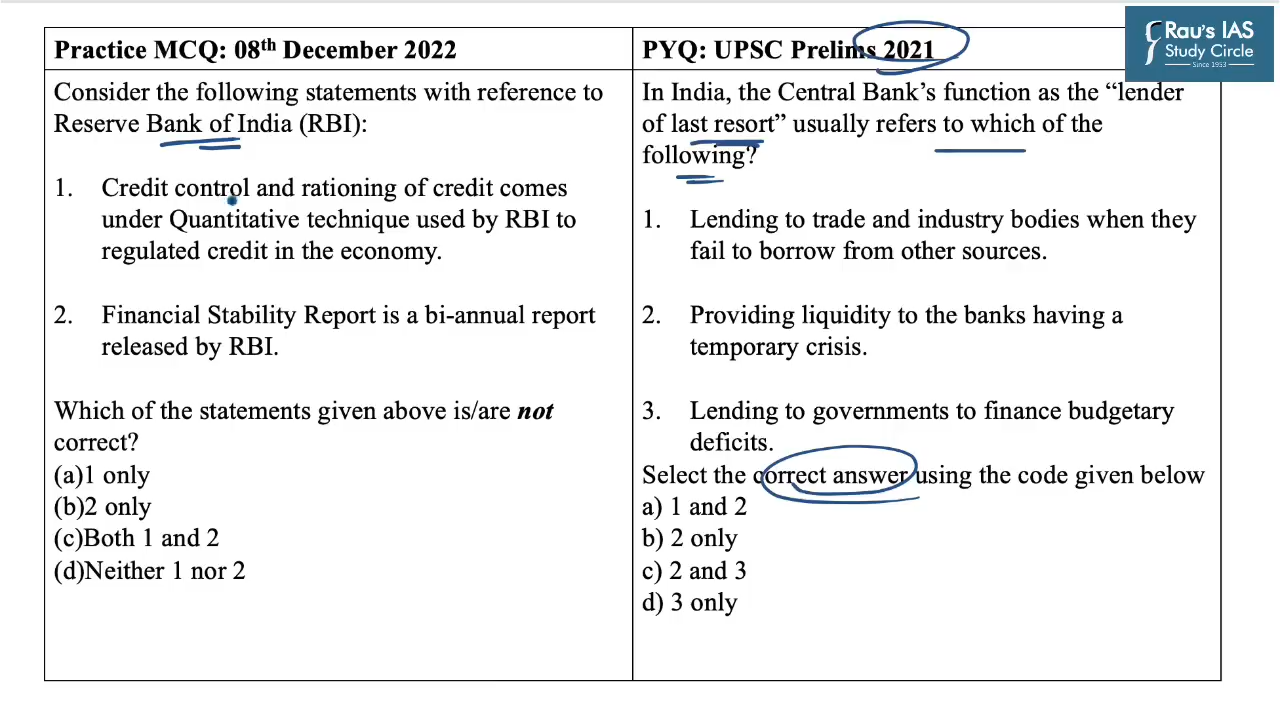 Rau's IAS
Study Circle
Since 1953
Practice MCQ: 08th December 2022
Consider the following statements with reference to
Reserve Bank of India (RBI):
1. Credit control and rationing of credit comes
under Quantitative technique used by RBI to
regulated credit in the economy.
2. Financial Stability Report is a bi-annual report
released by RBI.
Which of the statements given above is/are not
correct?
(a)1 only
(b)2 only
(c)Both 1 and 2
(d)Neither 1 nor 2
PYQ: UPSC Prelims 2021
In India, the Central Bank’s function as the “lender
of last resort” usually refers to which of the
following?
1. Lending to trade and industry bodies when they
fail to borrow from other sources.
2. Providing liquidity to the banks having a
temporary crisis.
3. Lending to governments to finance budgetary
deficits.
Select the correct answer using the code given below
a) 1 and 2
b) 2 only
c) 2 and 3
d) 3 only